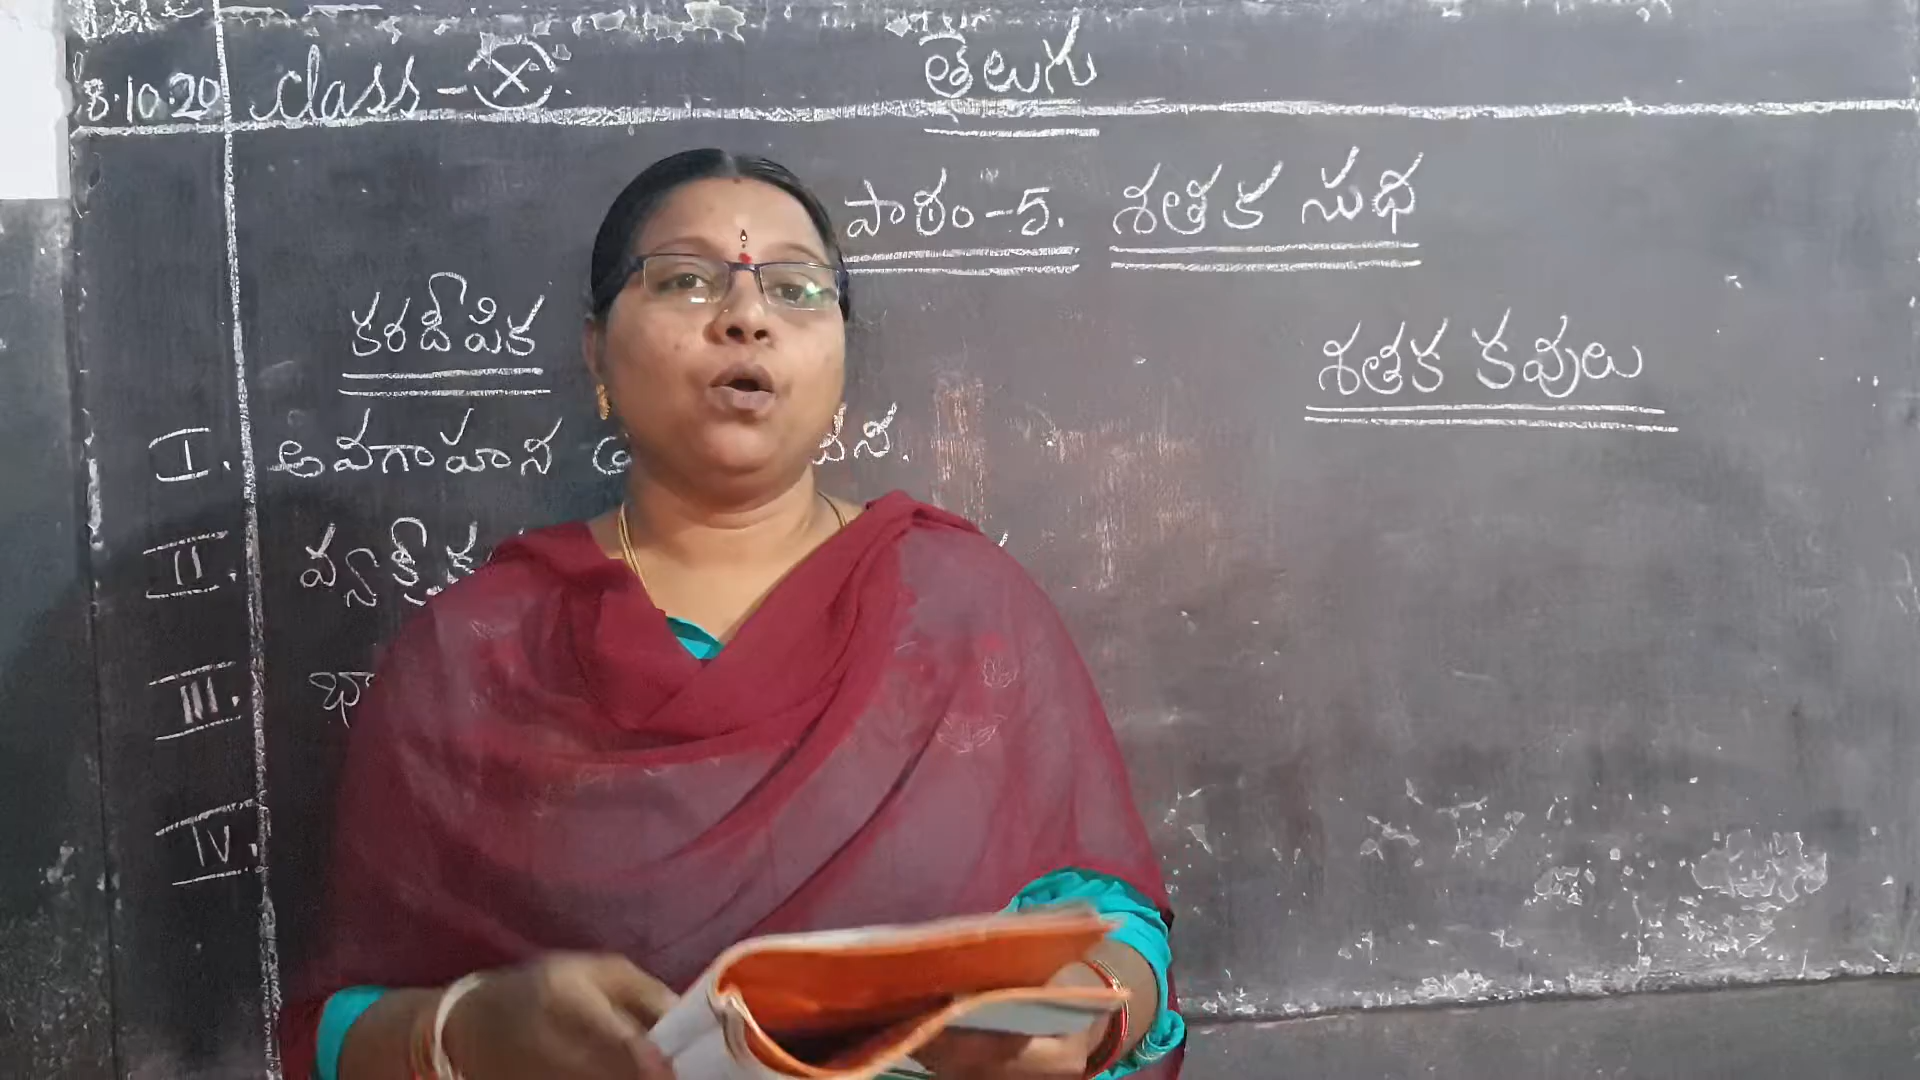 8.10.20 class - X. తెలుగు
పాఠం-5. శతక సుధ
కరదీపిక
శతక కవులు
I. అవగాహన
II.
III. భా
IV.